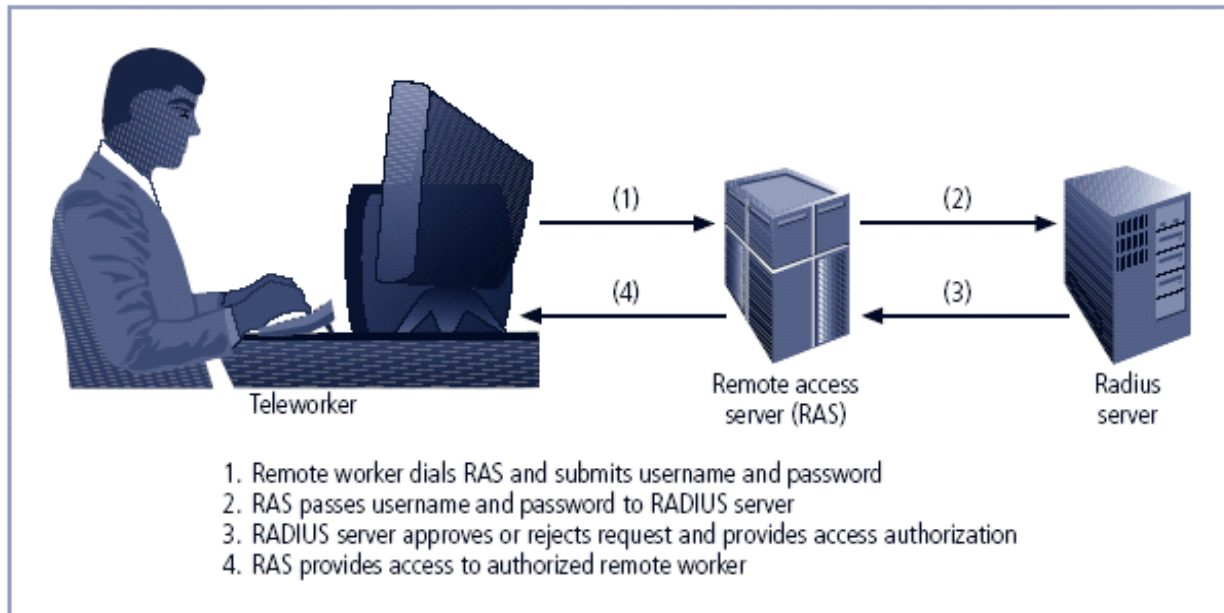 (1)
(2)
(4)
(3)
Teleworker
Remote access
server (RAS)
Radius
server
1. Remote worker dials RAS and submits username and password
2. RAS passes username and password to RADIUS server
3. RADIUS server approves or rejects request and provides access authorization
4. RAS provides access to authorized remote worker